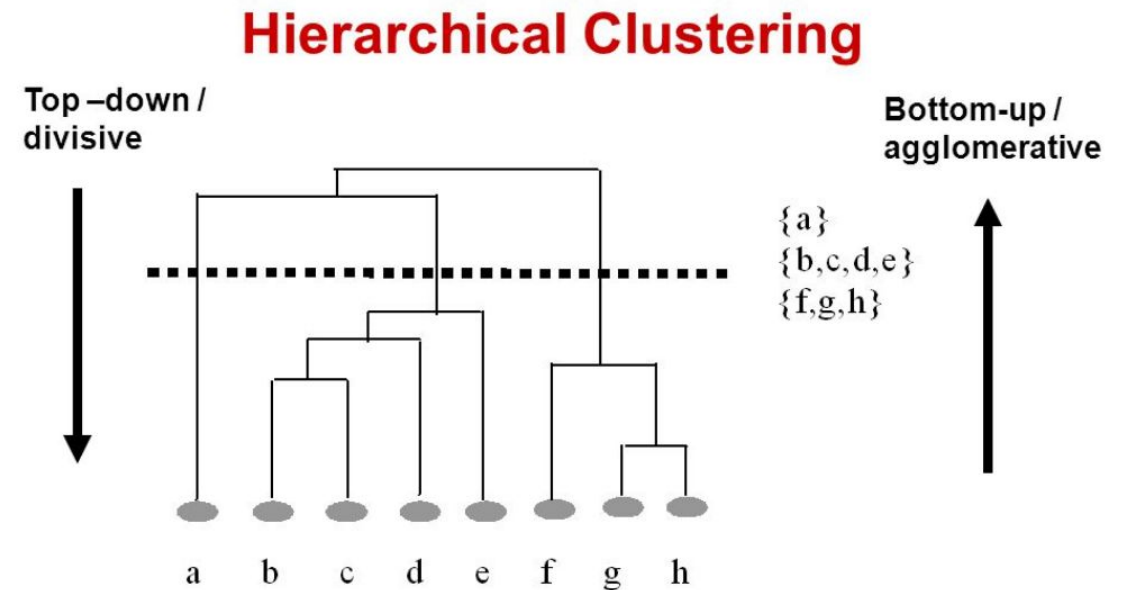 Hierarchical Clustering
Top –down /
divisive
Bottom-up /
agglomerative
{a}
{b,c,d,e}
{f,g,h}
a b c d e f g h